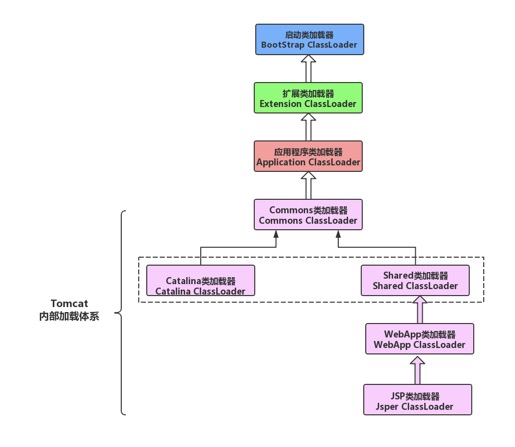 启动类加载器
BootStrap ClassLoader
扩展类加载器
Extension ClassLoader
应用程序类加载器
Application ClassLoader
Commons类加载器
Commons ClassLoader
Catalina类加载器
Catalina ClassLoader
Shared类加载器
Shared ClassLoader
Tomcat
内部加载体系
WebApp类加载器
WebApp ClassLoader
JSP类加载器
Jsper ClassLoader